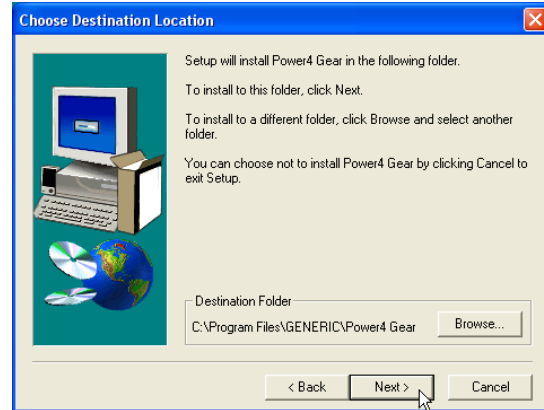 Choose Destination Location
Setup will install Power4 Gear in the following folder.
To install to this folder, click Next.
To install to a different folder, click Browse and select another
folder.
You can choose not to install Power4 Gear by clicking Cancel to
exit Setup.
Destination Folder
C:\Program Files\GENERIC\Power4 Gear
Browse...
< Back
Next >
Cancel